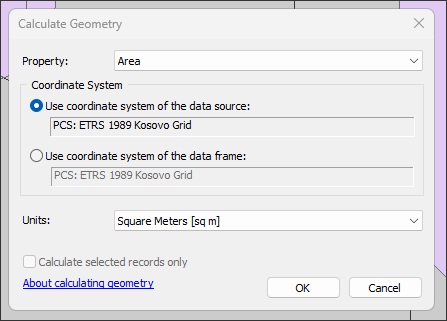 Calculate Geometry
Property: Area
Coordinate System
Use coordinate system of the data source:
PCS: ETRS 1989 Kosovo Grid
Use coordinate system of the data frame:
PCS: ETRS 1989 Kosovo Grid
Units: Square Meters [sq m]
Calculate selected records only
About calculating geometry
OK Cancel